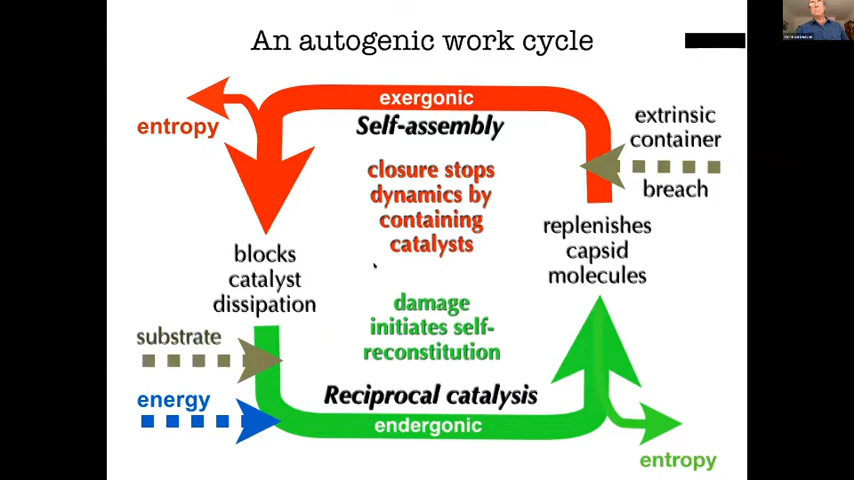 An autogenic work cycle
exergonic
entropy
Self-assembly
extrinsic
container
breach
closure stops
dynamics by
containing
catalysts
blocks
catalyst
dissipation
replenishes
capsid
molecules
damage
initiates self-
reconstitution
substrate
energy
Reciprocal catalysis
endergonic
entropy